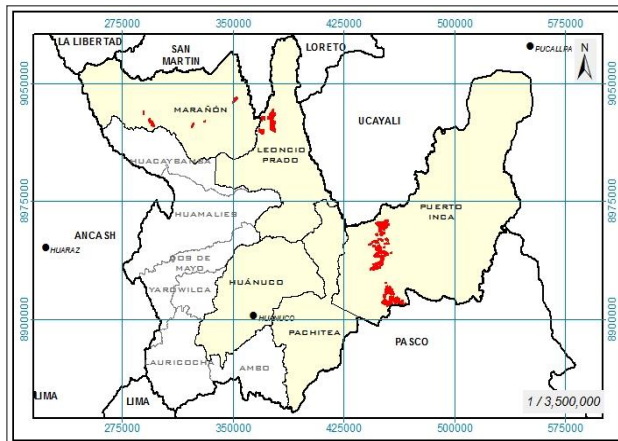 275000 350000 425000 500000 575000
LA LIBERTAD
SAN
MARTIN
LORETO
PUCALLPA
N
9050000
9050000
MARAÑÓN
UCAYALI
LEONCIO
PRADO
HUACAYBAMBA
8975000
8975000
PUERTO
INCA
HUAMALIES
ANCASH
HUARAZ
DOS DE
MAYO
YAROWILCA
HUÁNUCO
HUÁNUCO
8900000
8900000
PACHITEA
PASCO
LAURICOCHA
AMBO
LIMA
LIMA
1 / 3,500,000
275000 350000 425000 500000 575000